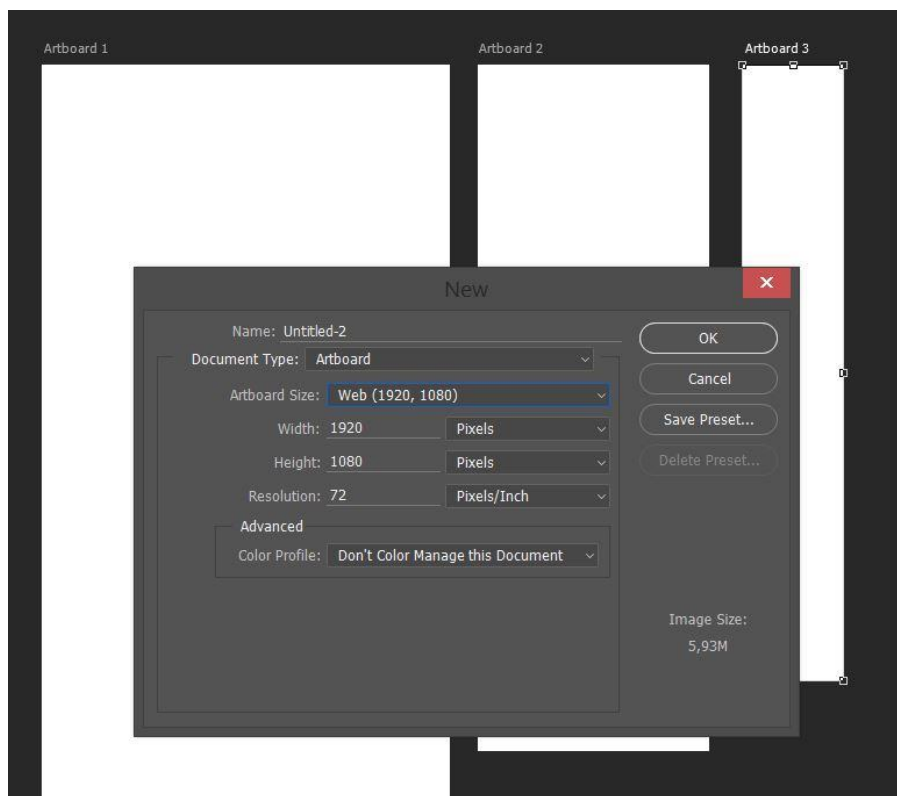 Artboard 1
Artboard 2
Artboard 3
New
Name: Untitled-2
OK
Document Type: Artboard
Cancel
Artboard Size: Web (1920, 1080)
Save Preset...
Width: 1920 Pixels
Height: 1080 Pixels
Delete Preset...
Resolution: 72 Pixels/Inch
Advanced
Color Profile: Don't Color Manage this Document
Image Size:
5,93M